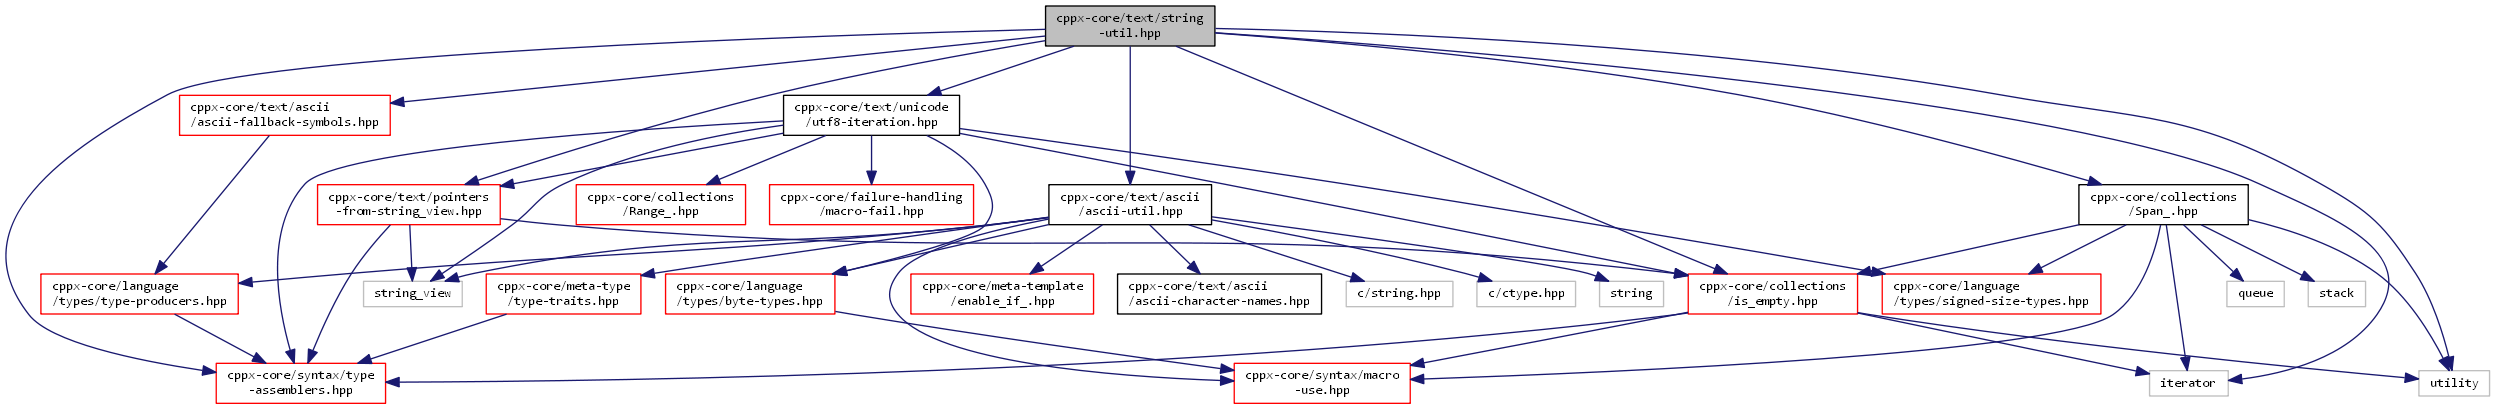 cppx-core/text/string
-util.hpp
cppx-core/text/ascii
/ascii-fallback-symbols.hpp
cppx-core/text/unicode
/utf8-iteration.hpp
cppx-core/text/pointers
-from-string_view.hpp
cppx-core/collections
/Range_.hpp
cppx-core/failure-handling
/macro-fail.hpp
cppx-core/text/ascii
/ascii-util.hpp
cppx-core/collections
/Span_.hpp
cppx-core/language
/types/type-producers.hpp
string_view
cppx-core/meta-type
/type-traits.hpp
cppx-core/language
/types/byte-types.hpp
cppx-core/meta-template
/enable_if_.hpp
cppx-core/text/ascii
/ascii-character-names.hpp
c/string.hpp
c/ctype.hpp
string
cppx-core/collections
/is_empty.hpp
cppx-core/language
/types/signed-size-types.hpp
queue
stack
cppx-core/syntax/type
-assemblers.hpp
cppx-core/syntax/macro
-use.hpp
iterator
utility